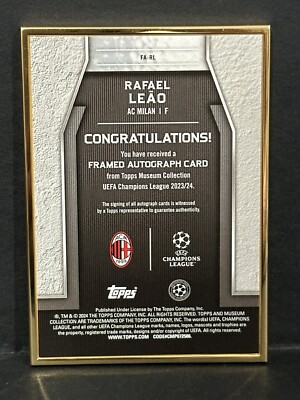 FA-RL
RAFAEL
LEÃO
AC MILAN | F
CONGRATULATIONS!
You have received a
FRAMED AUTOGRAPH CARD
from Topps Museum Collection
UEFA Champions League 2023/24.
The signing of all autograph cards is witnessed by
a Topps representative to guarantee authenticity.
ACM
1899
UEFA
CHAMPIONS
LEAGUE
topps
Published Under License by The Topps Company, Inc.
®, TM & © 2024 THE TOPPS COMPANY, INC. ALL RIGHTS RESERVED. TOPPS AND MUSEUM
COLLECTION ARE TRADEMARKS OF THE TOPPS COMPANY, INC. The word(s) UEFA, CHAMPIONS
LEAGUE, and all other UEFA Champions League marks, names, logos, mascots and trophies are
the property, registered trade marks, designs and/or copyright of UEFA. All rights reserved.
WWW.TOPPS.COM